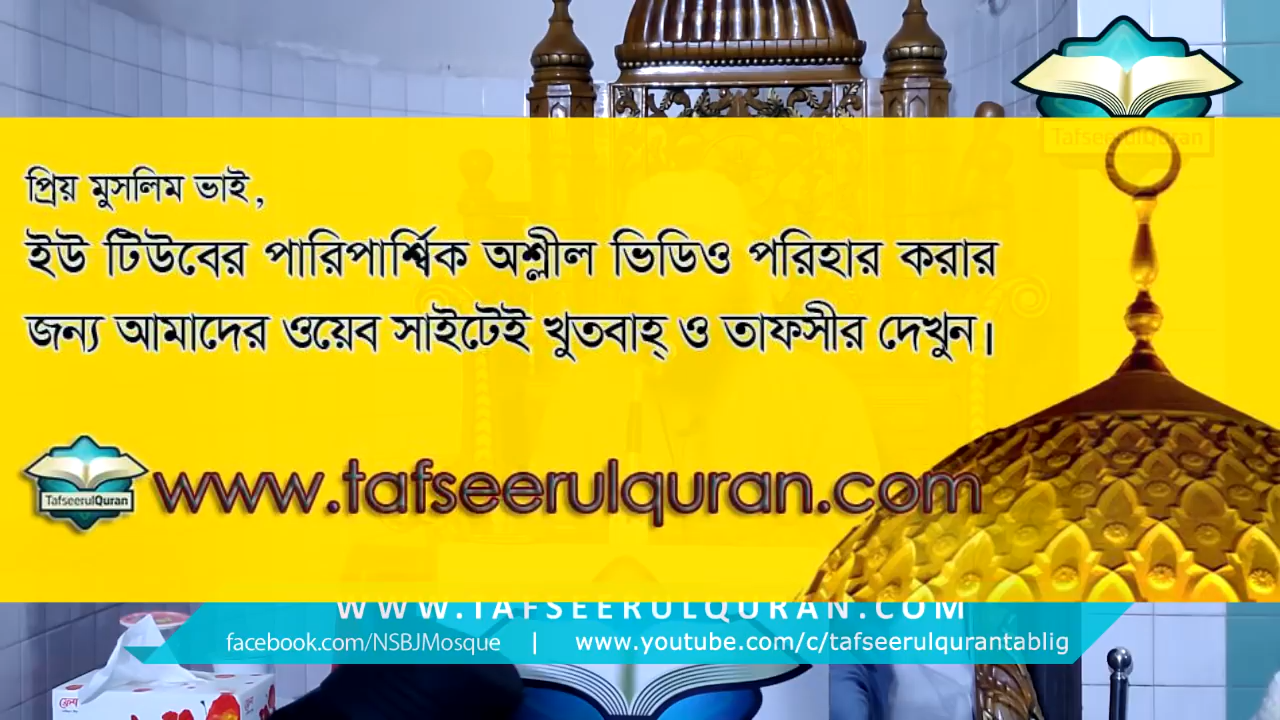 TafseerulQuran
প্রিয় মুসলিম ভাই,
ইউ টিউবের পারিপার্শ্বিক অশ্লীল ভিডিও পরিহার করার
জন্য আমাদের ওয়েব সাইটেই খুতবাহ্ ও তাফসীর দেখুন।
TafseerulQuran
www.tafseerulquran.com
WWW.TAFSEERULQURAN.COM
facebook.com/NSBJMosque | www.youtube.com/c/tafseerulqurantablig
ফ্রেশ